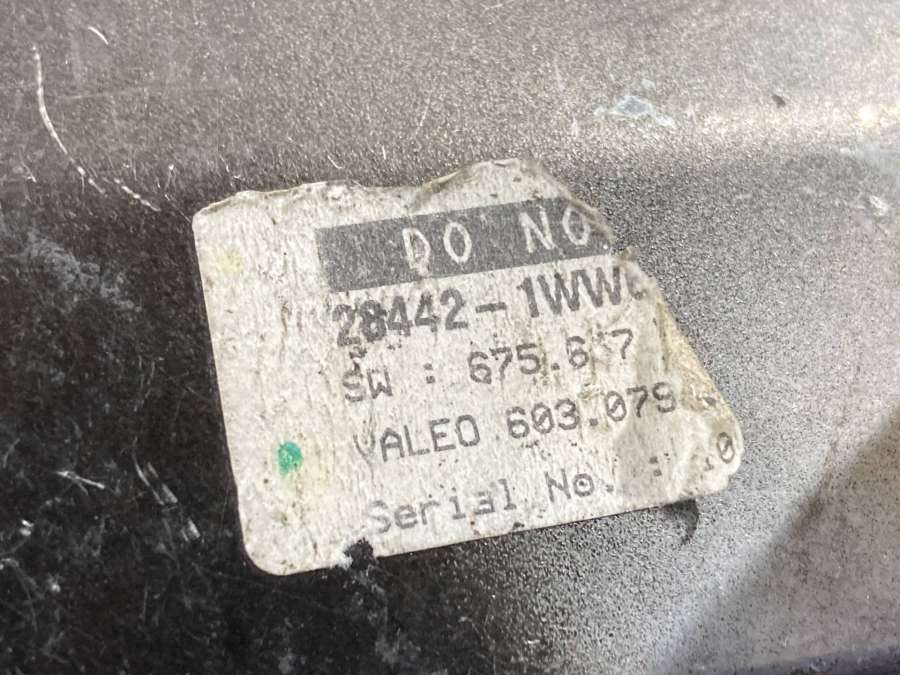 DO NO
28442-1WW
SW : 675.6 7
VALEO 603.079
Serial No. :